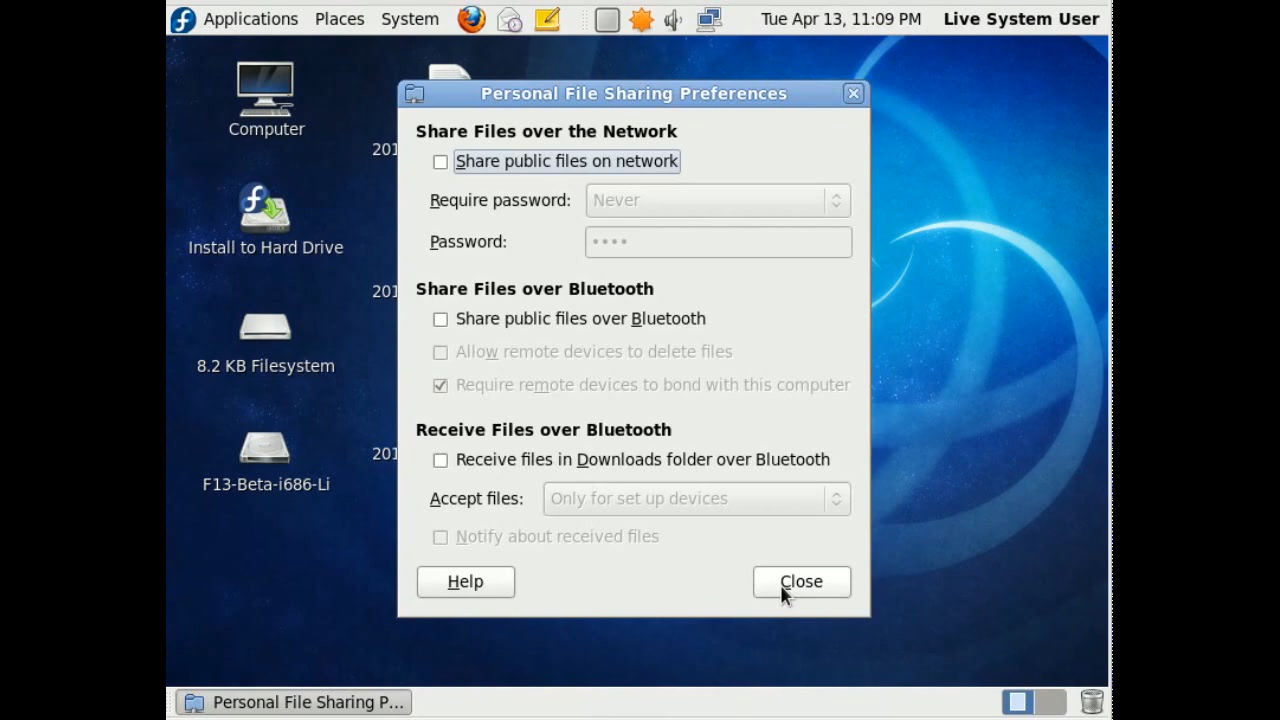 Applications Places System Tue Apr 13, 11:09 PM Live System User
Computer
Install to Hard Drive
8.2 KB Filesystem
F13-Beta-i686-Li
201
201
201
Personal File Sharing Preferences
Share Files over the Network
Share public files on network
Require password: Never
Password: ••••
Share Files over Bluetooth
Share public files over Bluetooth
Allow remote devices to delete files
Require remote devices to bond with this computer
Receive Files over Bluetooth
Receive files in Downloads folder over Bluetooth
Accept files: Only for set up devices
Notify about received files
Help Close
Personal File Sharing P...